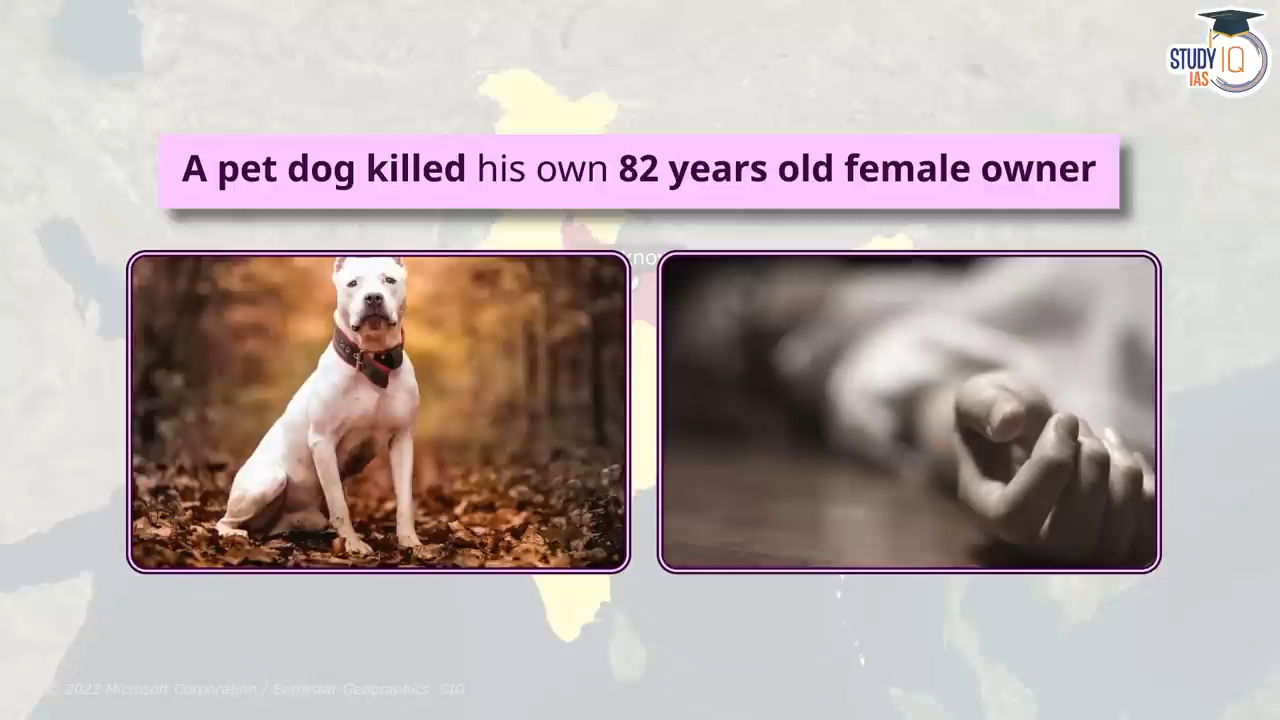 STUDY IQ
IAS
A pet dog killed his own 82 years old female owner
© 2022 Microsoft Corporation / Earthstar Geographics SIO